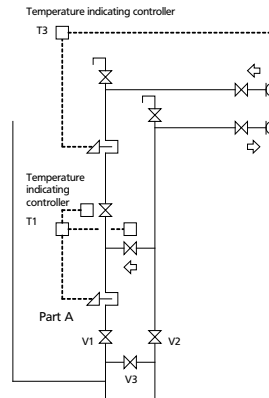 Temperature indicating controller
T3
Temperature
indicating
controller
T1
Part A
V1
V2
V3